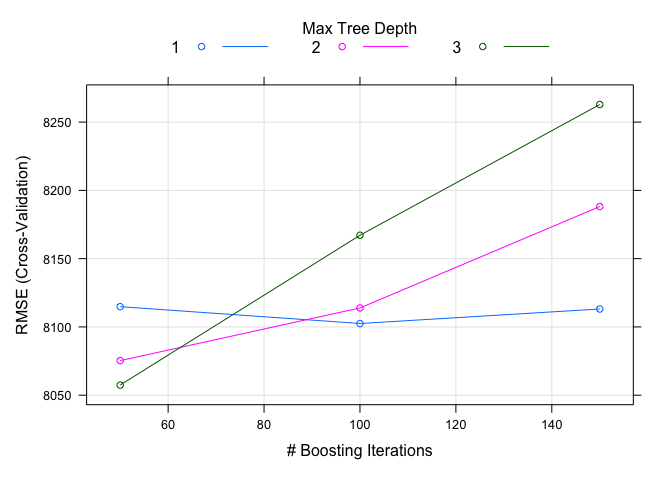 Max Tree Depth
1 2 3
8250
8200
8150
8100
8050
RMSE (Cross-Validation)
60 80 100 120 140
# Boosting Iterations